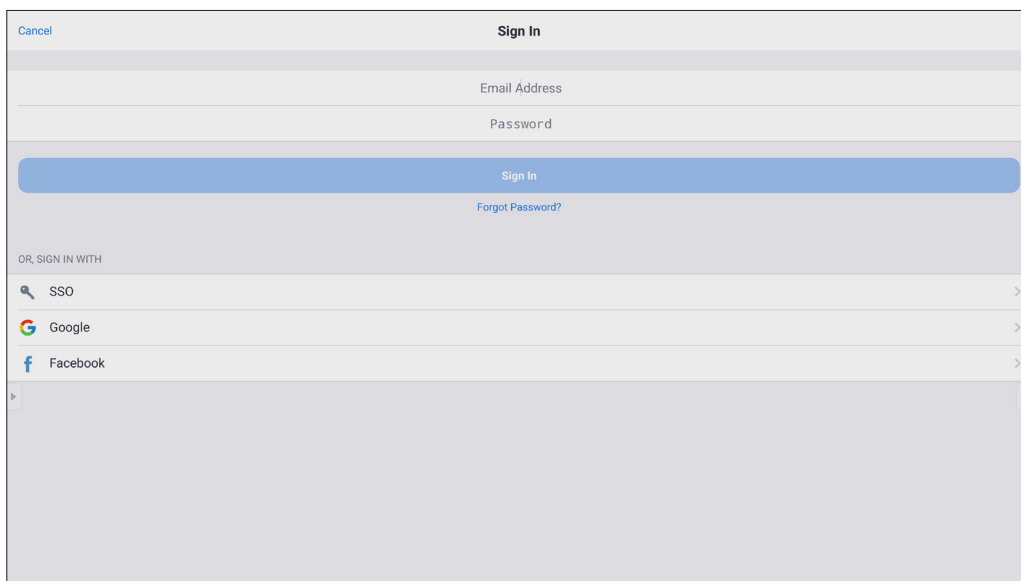 Cancel
Sign In
Email Address
Password
Sign In
Forgot Password?
OR, SIGN IN WITH
SSO
Google
Facebook